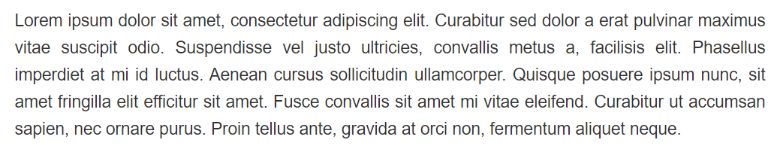 Lorem ipsum dolor sit amet, consectetur adipiscing elit. Curabitur sed dolor a erat pulvinar maximus
vitae suscipit odio. Suspendisse vel justo ultricies, convallis metus a, facilisis elit. Phasellus
imperdiet at mi id luctus. Aenean cursus sollicitudin ullamcorper. Quisque posuere ipsum nunc, sit
amet fringilla elit efficitur sit amet. Fusce convallis sit amet mi vitae eleifend. Curabitur ut accumsan
sapien, nec ornare purus. Proin tellus ante, gravida at orci non, fermentum aliquet neque.